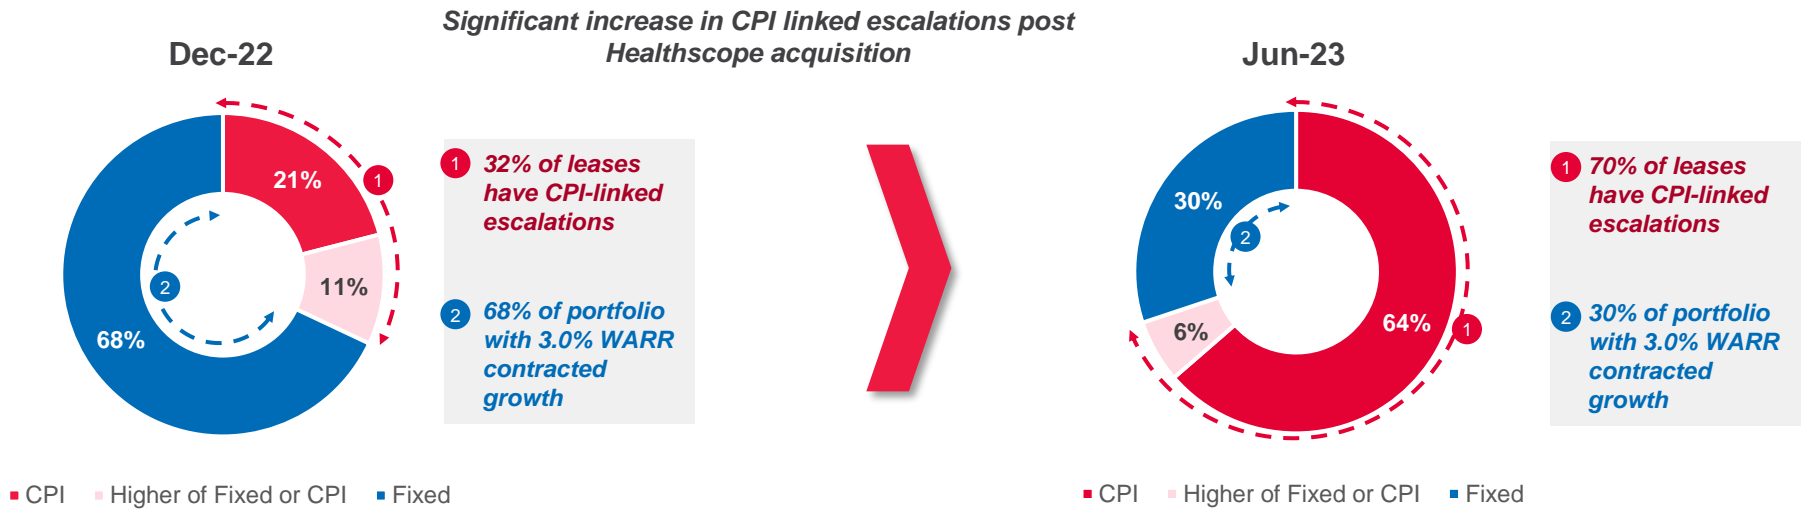 Significant increase in CPI linked escalations post
Healthscope acquisition
Dec-22
21%
11%
68%
1
2
1 32% of leases
have CPI-linked
escalations
2 68% of portfolio
with 3.0% WARR
contracted
growth
CPI Higher of Fixed or CPI Fixed
Jun-23
30%
6%
64%
2
1
1 70% of leases
have CPI-linked
escalations
2 30% of portfolio
with 3.0% WARR
contracted
growth
CPI Higher of Fixed or CPI Fixed